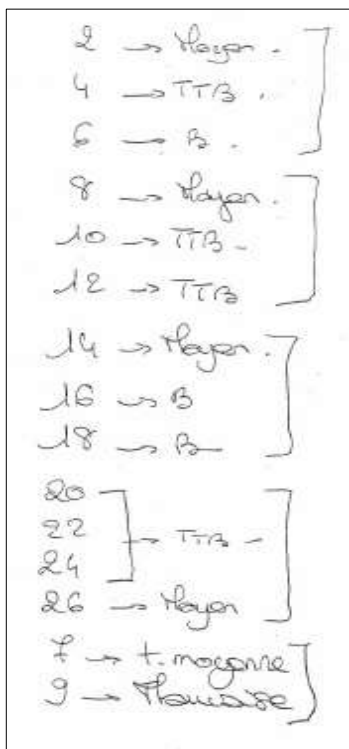 2 → Moyen.
4 → TTB.
6 → B.
8 → Moyen.
10 → TTB-
12 → TTB
14 → Moyen.
16 → B
18 → B
20
22 → TTB -
24
26 → Moyen
7 → t. moyenne
9 → Mauvaise